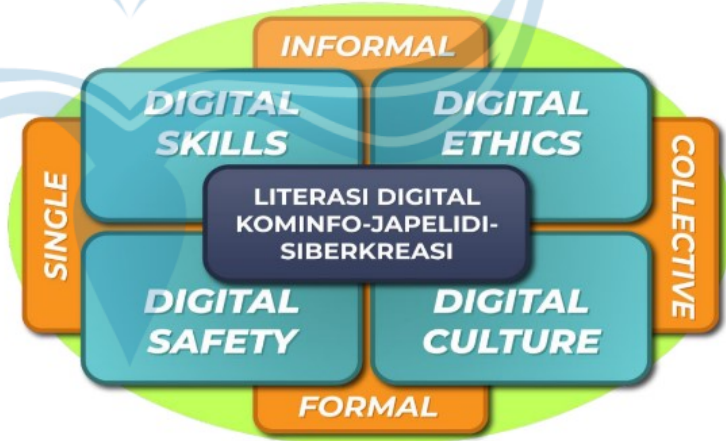 INFORMAL
DIGITAL
SKILLS
DIGITAL
ETHICS
SINGLE
LITERASI DIGITAL
KOMINFO-JAPELIDI-
SIBERKREASI
COLLECTIVE
DIGITAL
SAFETY
DIGITAL
CULTURE
FORMAL